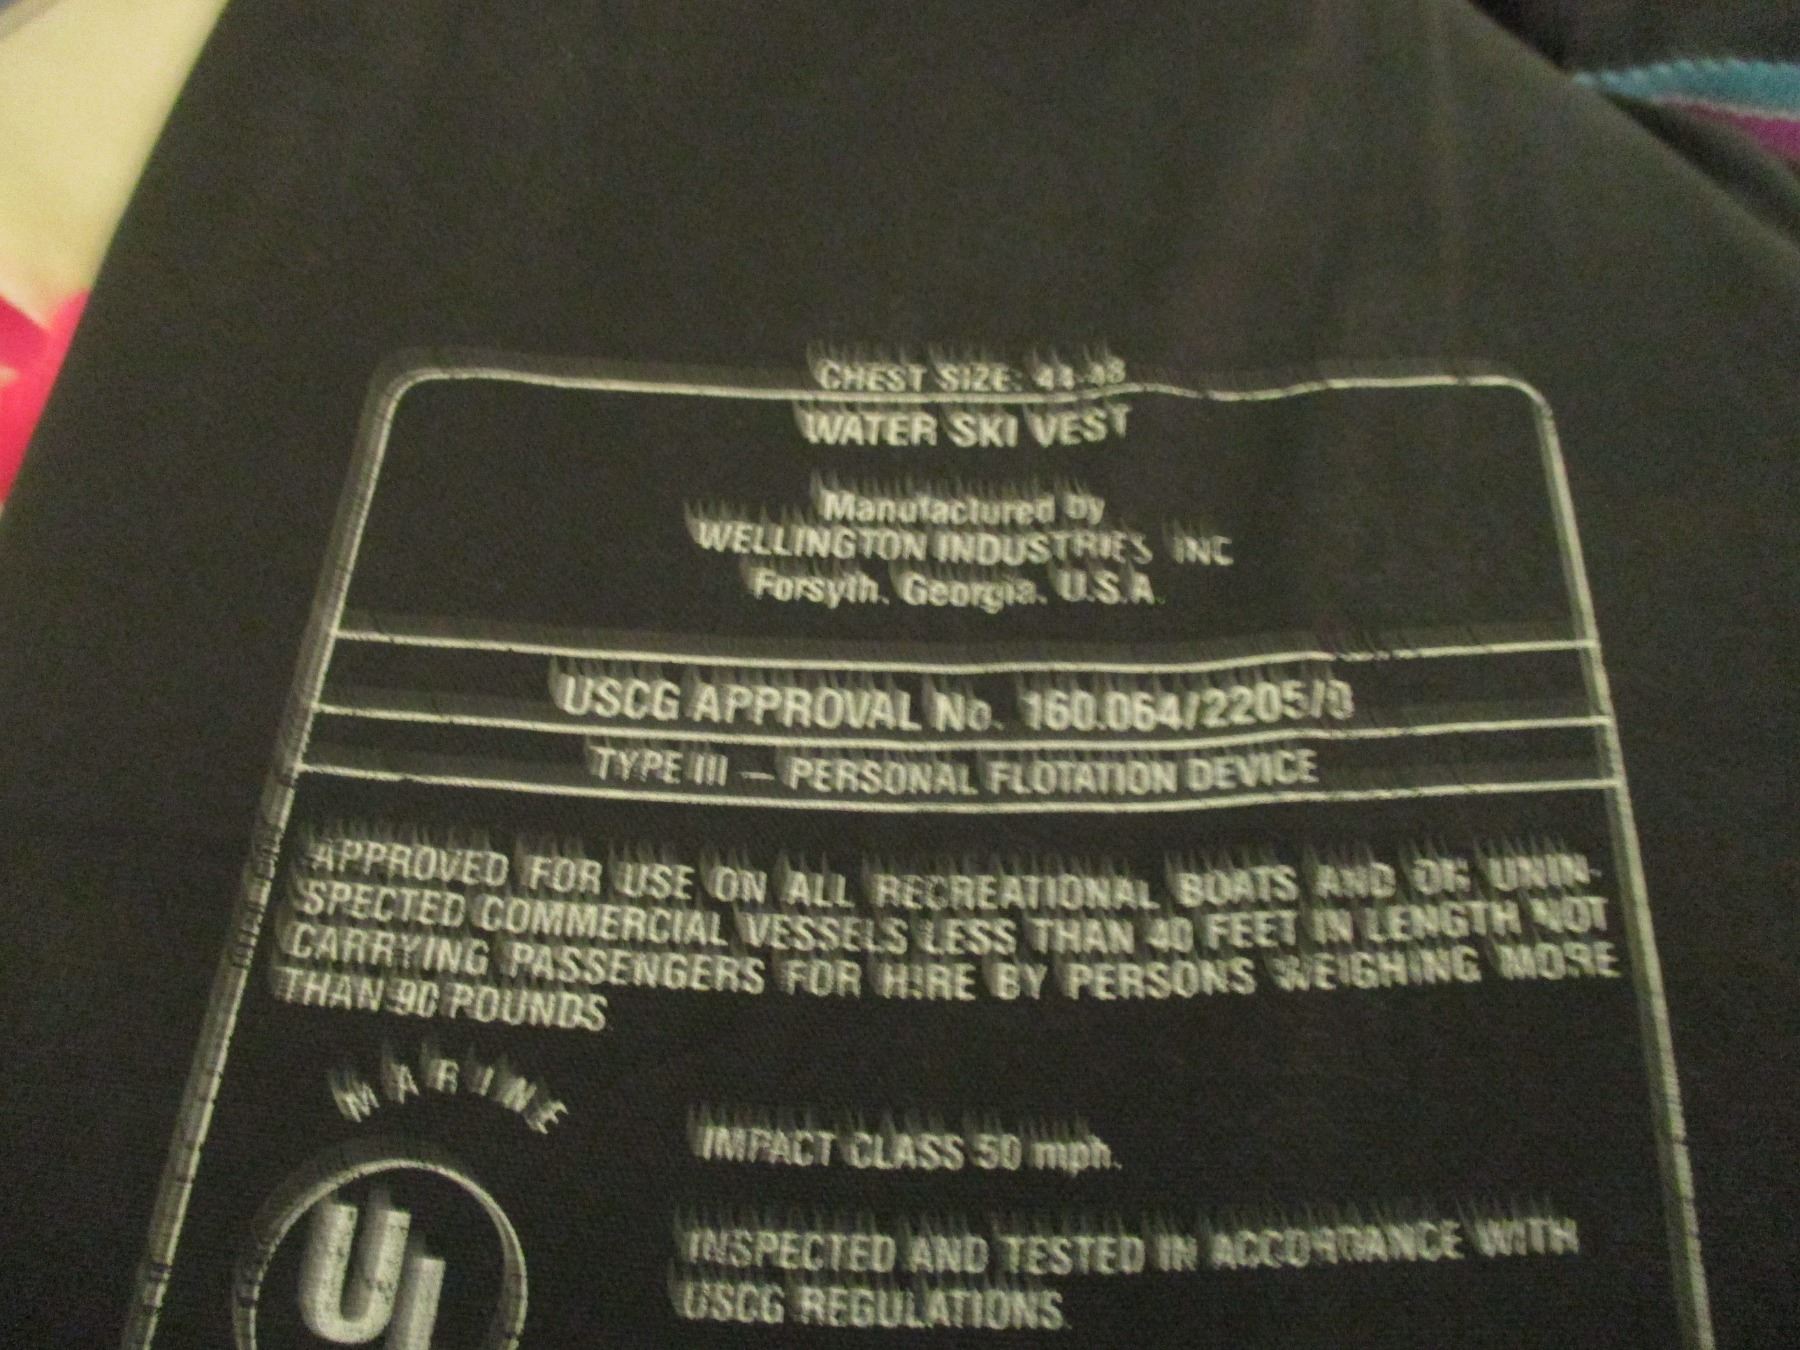 CHEST SIZE: 44-48
WATER SKI VEST
Manufactured by
WELLINGTON INDUSTRIES INC
Forsyth, Georgia, U.S.A.
USCG APPROVAL No. 160.064/2205/0
TYPE III – PERSONAL FLOTATION DEVICE
APPROVED FOR USE ON ALL RECREATIONAL BOATS AND ON UNIN-
SPECTED COMMERCIAL VESSELS LESS THAN 40 FEET IN LENGTH NOT
CARRYING PASSENGERS FOR HIRE BY PERSONS WEIGHING MORE
THAN 90 POUNDS
MARINE
IMPACT CLASS 50 mph.
UL
INSPECTED AND TESTED IN ACCORDANCE WITH
USCG REGULATIONS.